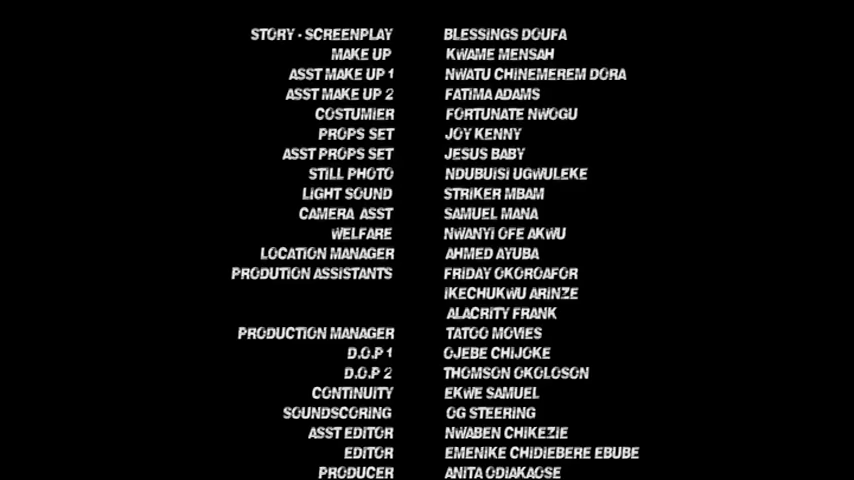 STORY - SCREENPLAY BLESSINGS DOUFA
MAKE UP KWAME MENSAH
ASST MAKE UP 1 NWATU CHINEMEREM DORA
ASST MAKE UP 2 FATIMA ADAMS
COSTUMIER FORTUNATE NWOGU
PROPS SET JOY KENNY
ASST PROPS SET JESUS BABY
STILL PHOTO NDUBUISI UGWULEKE
LIGHT SOUND STRIKER MBAM
CAMERA ASST SAMUEL MANA
WELFARE NWANYI OFE AKWU
LOCATION MANAGER AHMED AYUBA
PRODUTION ASSISTANTS FRIDAY OKOROAFOR
IKECHUKWU ARINZE
ALACRITY FRANK
PRODUCTION MANAGER TATOO MOVIES
D.O.P 1 OJEBE CHIJOKE
D.O.P 2 THOMSON OKOLOSON
CONTINUITY EKWE SAMUEL
SOUNDSCORING OG STEERING
ASST EDITOR NWABEN CHIKEZIE
EDITOR EMENIKE CHIDIEBERE EBUBE
PRODUCER ANITA ODIAKAOSE